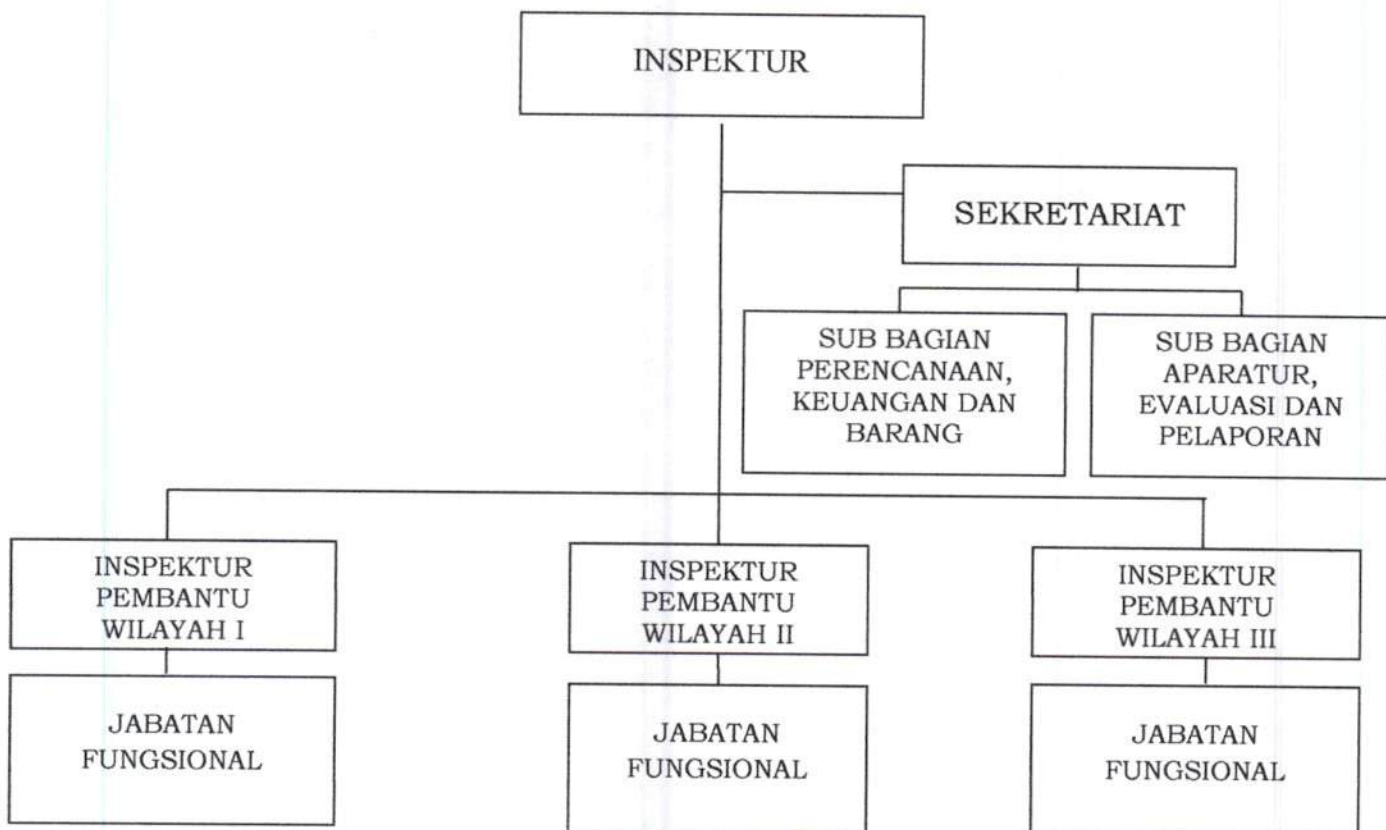 INSPEKTUR
SEKRETARIAT
SUB BAGIAN
PERENCANAAN,
KEUANGAN DAN
BARANG
SUB BAGIAN
APARATUR,
EVALUASI DAN
PELAPORAN
INSPEKTUR
PEMBANTU
WILAYAH I
INSPEKTUR
PEMBANTU
WILAYAH II
INSPEKTUR
PEMBANTU
WILAYAH III
JABATAN
FUNGSIONAL
JABATAN
FUNGSIONAL
JABATAN
FUNGSIONAL